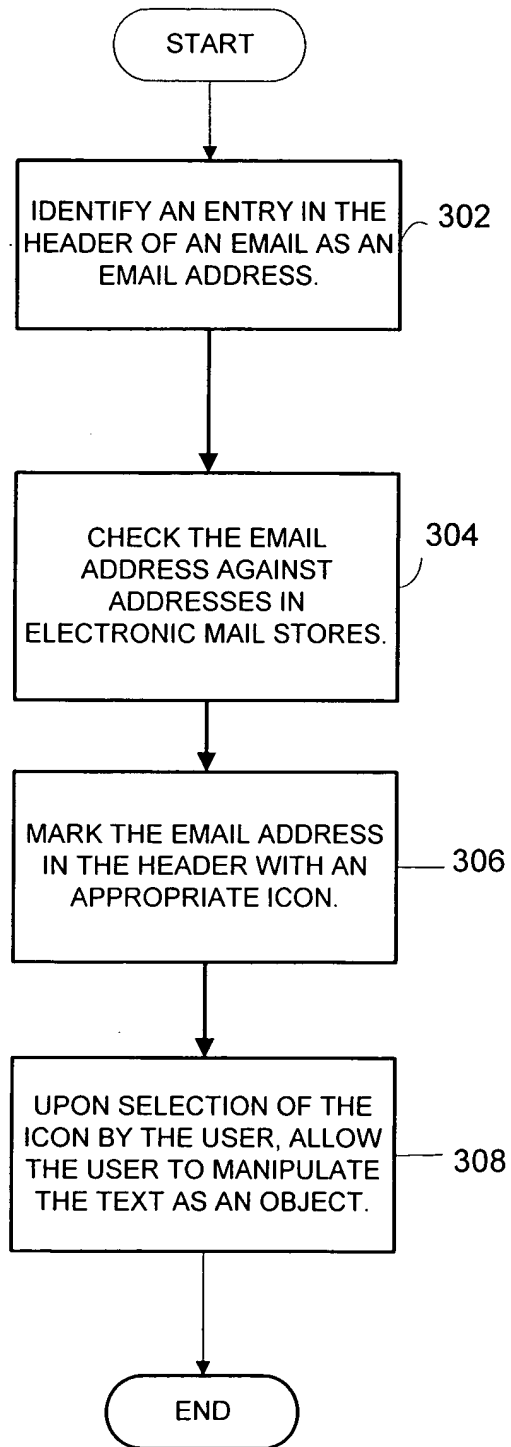 START
IDENTIFY AN ENTRY IN THE
HEADER OF AN EMAIL AS AN
EMAIL ADDRESS.
302
CHECK THE EMAIL
ADDRESS AGAINST
ADDRESSES IN
ELECTRONIC MAIL STORES.
304
MARK THE EMAIL ADDRESS
IN THE HEADER WITH AN
APPROPRIATE ICON.
306
UPON SELECTION OF THE
ICON BY THE USER, ALLOW
THE USER TO MANIPULATE
THE TEXT AS AN OBJECT.
308
END